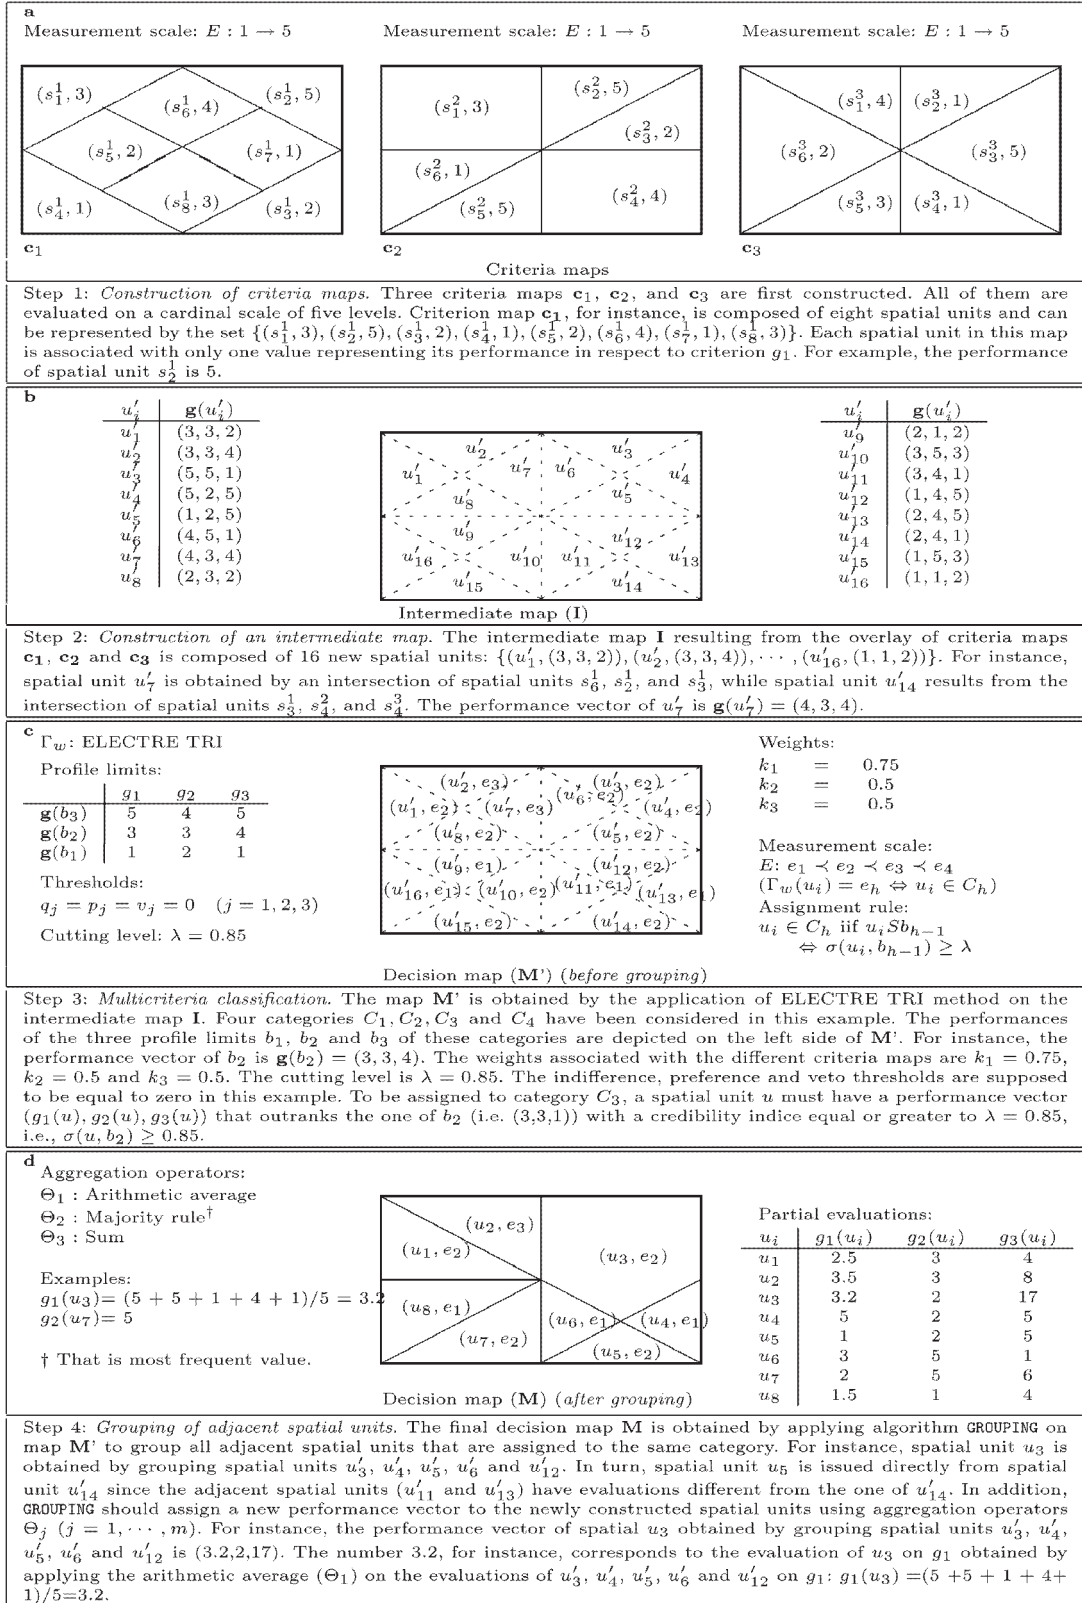 a
Measurement scale: E : 1 → 5
Measurement scale: E : 1 → 5
Measurement scale: E : 1 → 5
(s₁¹, 3)
(s₆¹, 4)
(s₂¹, 5)
(s₅¹, 2)
(s₇¹, 1)
(s₄¹, 1)
(s₈¹, 3)
(s₃¹, 2)
c₁
(s₁², 3)
(s₂², 5)
(s₃², 2)
(s₆², 1)
(s₅², 5)
(s₄², 4)
c₂
(s₁³, 4)
(s₂³, 1)
(s₆³, 2)
(s₃³, 5)
(s₅³, 3)
(s₄³, 1)
c₃
Criteria maps
Step 1: Construction of criteria maps. Three criteria maps c₁, c₂, and c₃ are first constructed. All of them are
evaluated on a cardinal scale of five levels. Criterion map c₁, for instance, is composed of eight spatial units and can
be represented by the set {(s₁¹, 3), (s₂¹, 5), (s₃¹, 2), (s₄¹, 1), (s₅¹, 2), (s₆¹, 4), (s₇¹, 1), (s₈¹, 3)}. Each spatial unit in this map
is associated with only one value representing its performance in respect to criterion g₁. For example, the performance
of spatial unit s₂¹ is 5.
b
u′ᵢ g(u′ᵢ)
u′₁ (3, 3, 2)
u′₂ (3, 3, 4)
u′₃ (5, 5, 1)
u′₄ (5, 2, 5)
u′₅ (1, 2, 5)
u′₆ (4, 5, 1)
u′₇ (4, 3, 4)
u′₈ (2, 3, 2)
u′₂
u′₃
u′₁
u′₇
u′₆
u′₄
u′₈
u′₅
u′₉
u′₁₂
u′₁₆
u′₁₀
u′₁₁
u′₁₃
u′₁₅
u′₁₄
Intermediate map (I)
u′ᵢ g(u′ᵢ)
u′₉ (2, 1, 2)
u′₁₀ (3, 5, 3)
u′₁₁ (3, 4, 1)
u′₁₂ (1, 4, 5)
u′₁₃ (2, 4, 5)
u′₁₄ (2, 4, 1)
u′₁₅ (1, 5, 3)
u′₁₆ (1, 1, 2)
Step 2: Construction of an intermediate map. The intermediate map I resulting from the overlay of criteria maps
c₁, c₂ and c₃ is composed of 16 new spatial units: {(u′₁, (3, 3, 2)), (u′₂, (3, 3, 4)), · · · , (u′₁₆, (1, 1, 2))}. For instance,
spatial unit u′₇ is obtained by an intersection of spatial units s₆¹, s₂¹, and s₃¹, while spatial unit u′₁₄ results from the
intersection of spatial units s₃¹, s₄², and s₄³. The performance vector of u′₇ is g(u′₇) = (4, 3, 4).
c
Γ_w: ELECTRE TRI
Profile limits:
g₁ g₂ g₃
g(b₃) 5 4 5
g(b₂) 3 3 4
g(b₁) 1 2 1
Thresholds:
qⱼ = pⱼ = vⱼ = 0 (j = 1, 2, 3)
Cutting level: λ = 0.85
(u′₂, e₃)
(u′₃, e₂)
(u′₆, e₂)
(u′₁, e₂)
(u′₇, e₃)
(u′₄, e₂)
(u′₈, e₂)
(u′₅, e₂)
(u′₉, e₁)
(u′₁₂, e₂)
(u′₁₆, e₁)
(u′₁₀, e₂)
(u′₁₁, e₁)
(u′₁₃, e₁)
(u′₁₅, e₂)
(u′₁₄, e₂)
Decision map (M’) (before grouping)
Weights:
k₁ = 0.75
k₂ = 0.5
k₃ = 0.5
Measurement scale:
E: e₁ ≺ e₂ ≺ e₃ ≺ e₄
(Γ_w(uᵢ) = e_h ⇔ uᵢ ∈ C_h)
Assignment rule:
uᵢ ∈ C_h iif uᵢSb_{h−1}
⇔ σ(uᵢ, b_{h−1}) ≥ λ
Step 3: Multicriteria classification. The map M’ is obtained by the application of ELECTRE TRI method on the
intermediate map I. Four categories C₁, C₂, C₃ and C₄ have been considered in this example. The performances
of the three profile limits b₁, b₂ and b₃ of these categories are depicted on the left side of M’. For instance, the
performance vector of b₂ is g(b₂) = (3, 3, 4). The weights associated with the different criteria maps are k₁ = 0.75,
k₂ = 0.5 and k₃ = 0.5. The cutting level is λ = 0.85. The indifference, preference and veto thresholds are supposed
to be equal to zero in this example. To be assigned to category C₃, a spatial unit u must have a performance vector
(g₁(u), g₂(u), g₃(u)) that outranks the one of b₂ (i.e. (3,3,1)) with a credibility indice equal or greater to λ = 0.85,
i.e., σ(u, b₂) ≥ 0.85.
d
Aggregation operators:
Θ₁ : Arithmetic average
Θ₂ : Majority rule†
Θ₃ : Sum
Examples:
g₁(u₃)= (5 + 5 + 1 + 4 + 1)/5 = 3.2
g₂(u₇)= 5
† That is most frequent value.
(u₂, e₃)
(u₁, e₂)
(u₃, e₂)
(u₈, e₁)
(u₆, e₁)
(u₄, e₁)
(u₇, e₂)
(u₅, e₂)
Decision map (M) (after grouping)
Partial evaluations:
uᵢ g₁(uᵢ) g₂(uᵢ) g₃(uᵢ)
u₁ 2.5 3 4
u₂ 3.5 3 8
u₃ 3.2 2 17
u₄ 5 2 5
u₅ 1 2 5
u₆ 3 5 1
u₇ 2 5 6
u₈ 1.5 1 4
Step 4: Grouping of adjacent spatial units. The final decision map M is obtained by applying algorithm GROUPING on
map M’ to group all adjacent spatial units that are assigned to the same category. For instance, spatial unit u₃ is
obtained by grouping spatial units u′₃, u′₄, u′₅, u′₆ and u′₁₂. In turn, spatial unit u₅ is issued directly from spatial
unit u′₁₄ since the adjacent spatial units (u′₁₁ and u′₁₃) have evaluations different from the one of u′₁₄. In addition,
GROUPING should assign a new performance vector to the newly constructed spatial units using aggregation operators
Θⱼ (j = 1, · · · , m). For instance, the performance vector of spatial u₃ obtained by grouping spatial units u′₃, u′₄,
u′₅, u′₆ and u′₁₂ is (3.2,2,17). The number 3.2, for instance, corresponds to the evaluation of u₃ on g₁ obtained by
applying the arithmetic average (Θ₁) on the evaluations of u′₃, u′₄, u′₅, u′₆ and u′₁₂ on g₁: g₁(u₃) =(5 +5 + 1 + 4+
1)/5=3.2.